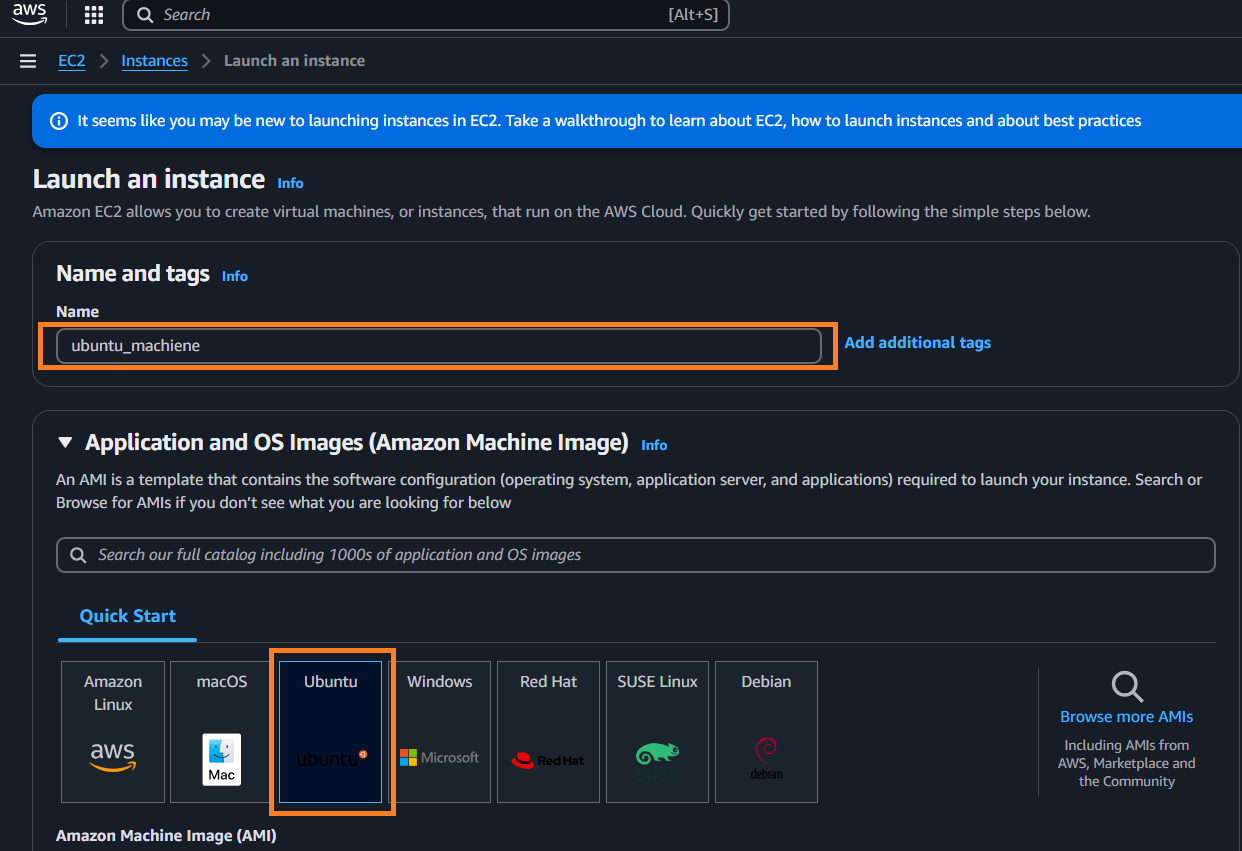 aws
Search [Alt+S]
EC2 > Instances > Launch an instance
It seems like you may be new to launching instances in EC2. Take a walkthrough to learn about EC2, how to launch instances and about best practices
Launch an instance Info
Amazon EC2 allows you to create virtual machines, or instances, that run on the AWS Cloud. Quickly get started by following the simple steps below.
Name and tags Info
Name
ubuntu_machiene
Add additional tags
Application and OS Images (Amazon Machine Image) Info
An AMI is a template that contains the software configuration (operating system, application server, and applications) required to launch your instance. Search or
Browse for AMIs if you don’t see what you are looking for below
Search our full catalog including 1000s of application and OS images
Quick Start
Amazon
Linux
aws
macOS
Mac
Ubuntu
ubuntu
Windows
Microsoft
Red Hat
Red Hat
SUSE Linux
SUSE
Debian
debian
Browse more AMIs
Including AMIs from
AWS, Marketplace and
the Community
Amazon Machine Image (AMI)